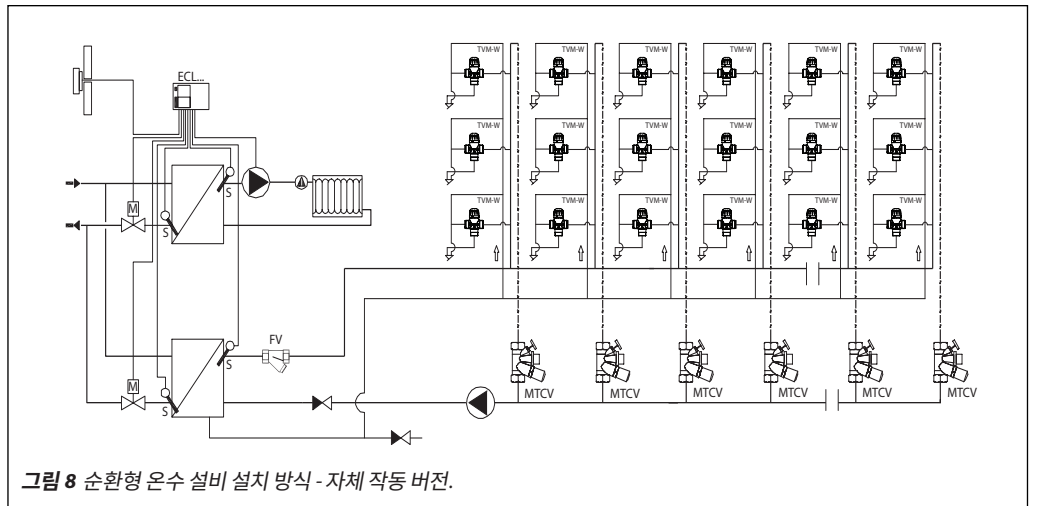 TVM-W TVM-W TVM-W TVM-W TVM-W TVM-W
ECL...
TVM-W TVM-W TVM-W TVM-W TVM-W TVM-W
S
M
S
TVM-W TVM-W TVM-W TVM-W TVM-W TVM-W
FV
S
M
S
MTCV MTCV MTCV MTCV MTCV MTCV
그림 8 순환형 온수 설비 설치 방식 - 자체 작동 버전.